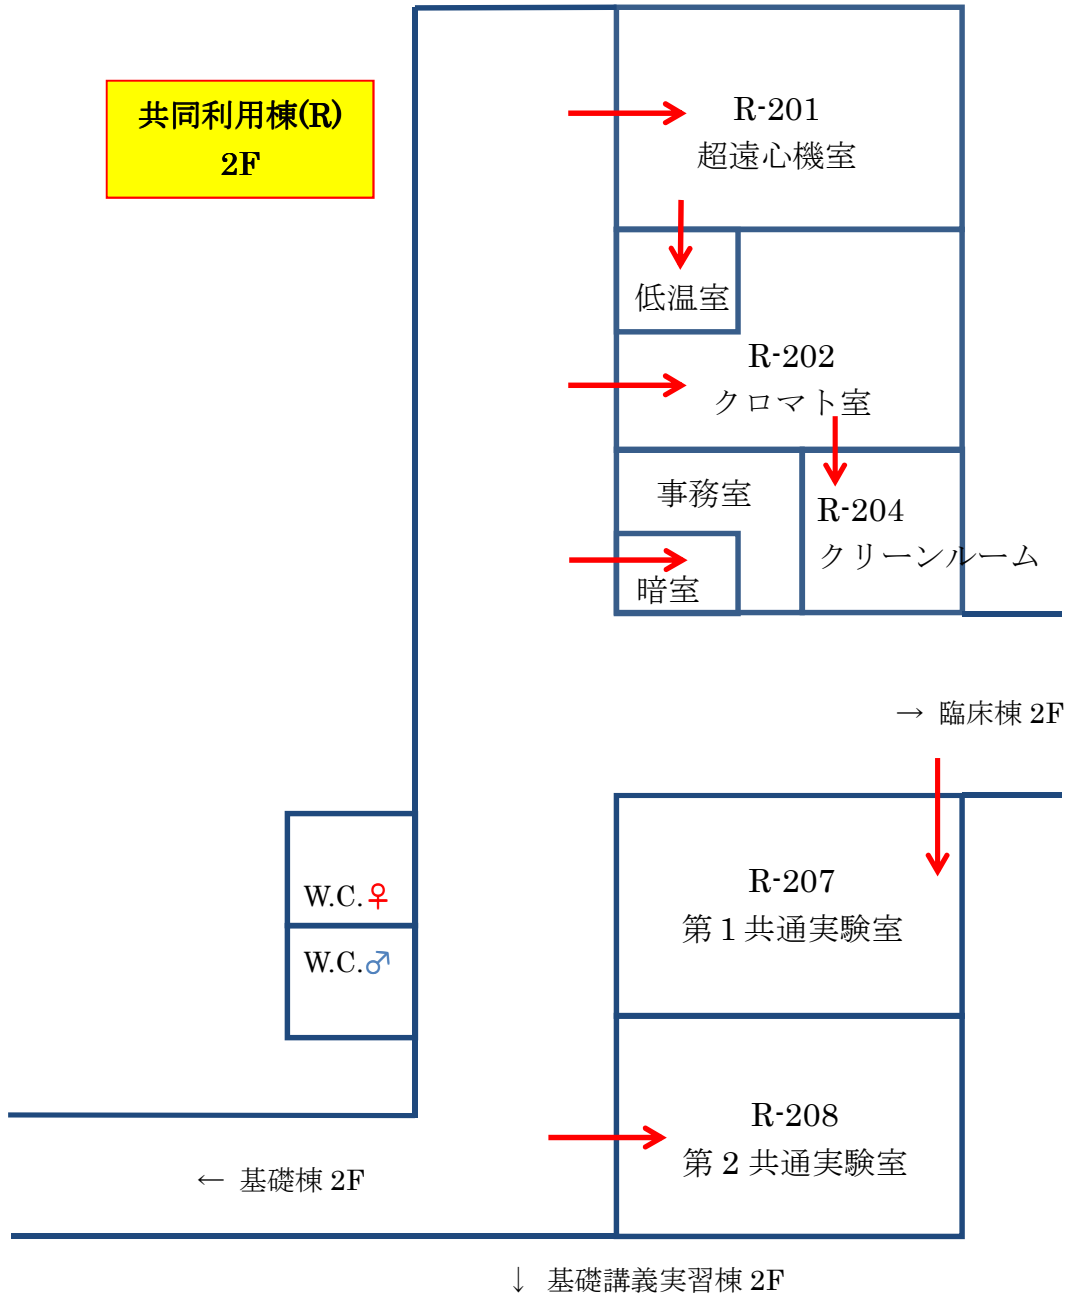 共同利用棟(R)
2F
R-201
超遠心機室
低温室
R-202
クロマト室
事務室
R-204
クリーンルーム
暗室
→ 臨床棟 2F
W.C.♀
W.C.♂
R-207
第１共通実験室
R-208
第２共通実験室
← 基礎棟 2F
↓ 基礎講義実習棟 2F